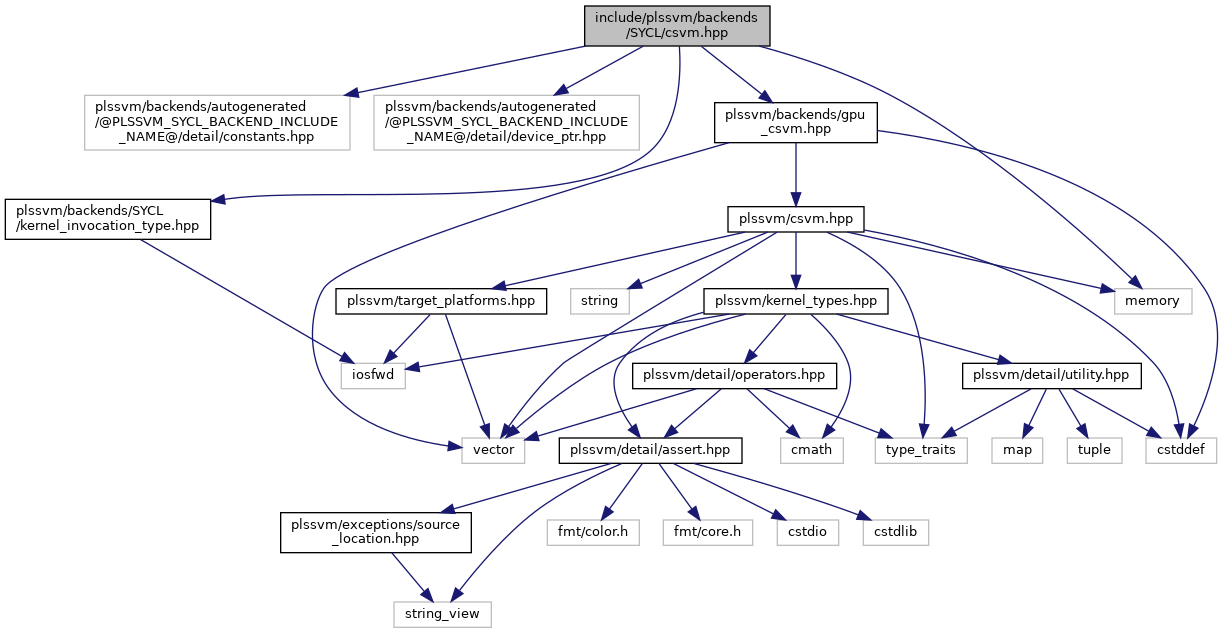 include/plssvm/backends
/SYCL/csvm.hpp
plssvm/backends/autogenerated
/@PLSSVM_SYCL_BACKEND_INCLUDE
_NAME@/detail/constants.hpp
plssvm/backends/autogenerated
/@PLSSVM_SYCL_BACKEND_INCLUDE
_NAME@/detail/device_ptr.hpp
plssvm/backends/gpu
_csvm.hpp
plssvm/backends/SYCL
/kernel_invocation_type.hpp
plssvm/csvm.hpp
plssvm/target_platforms.hpp
string
plssvm/kernel_types.hpp
memory
iosfwd
plssvm/detail/operators.hpp
plssvm/detail/utility.hpp
vector
plssvm/detail/assert.hpp
cmath
type_traits
map
tuple
cstddef
plssvm/exceptions/source
_location.hpp
fmt/color.h
fmt/core.h
cstdio
cstdlib
string_view